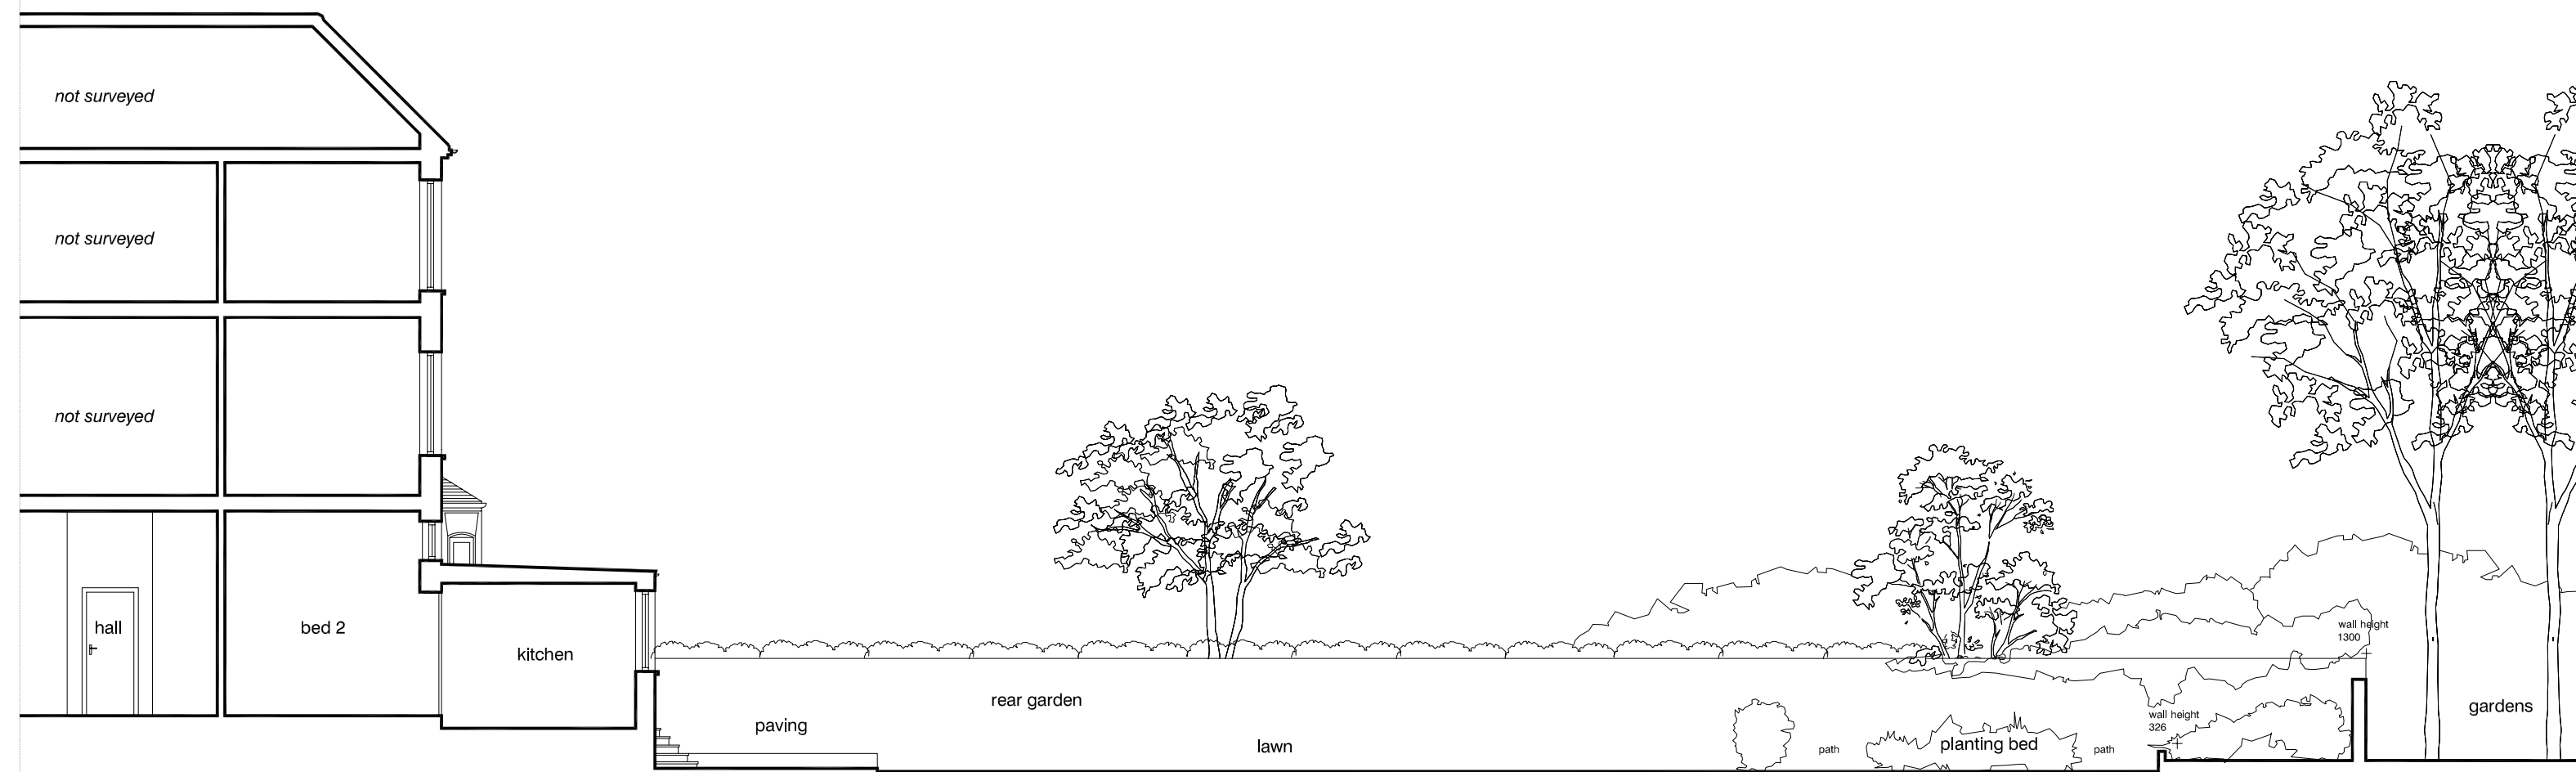 not surveyed
not surveyed
not surveyed
hall
bed 2
kitchen
paving
rear garden
lawn
path
planting bed
path
wall height
326
wall height
1300
gardens